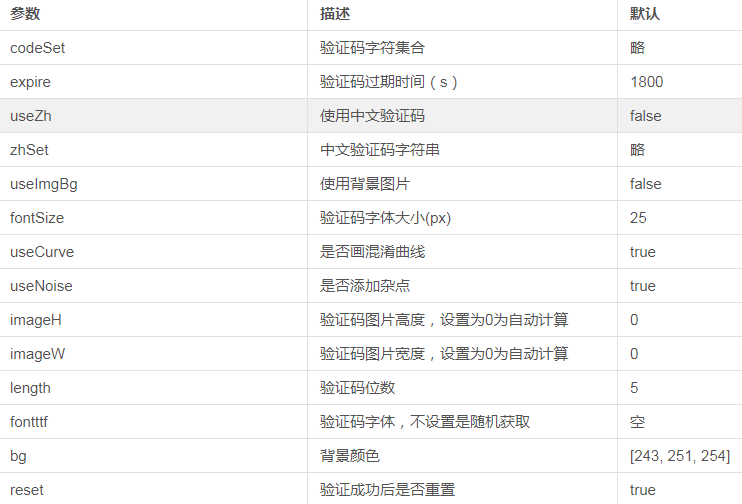 参数 描述 默认
codeSet 验证码字符集合 略
expire 验证码过期时间（s） 1800
useZh 使用中文验证码 false
zhSet 中文验证码字符串 略
useImgBg 使用背景图片 false
fontSize 验证码字体大小(px) 25
useCurve 是否画混淆曲线 true
useNoise 是否添加杂点 true
imageH 验证码图片高度，设置为0为自动计算 0
imageW 验证码图片宽度，设置为0为自动计算 0
length 验证码位数 5
fontttf 验证码字体，不设置是随机获取 空
bg 背景颜色 [243, 251, 254]
reset 验证成功后是否重置 true